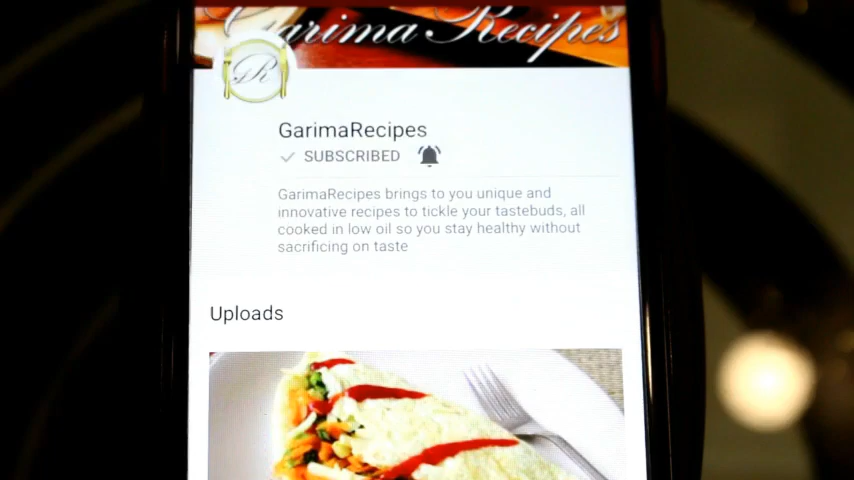 Garima Recipes
GR
GarimaRecipes
SUBSCRIBED
GarimaRecipes brings to you unique and
innovative recipes to tickle your tastebuds, all
cooked in low oil so you stay healthy without
sacrificing on taste
Uploads